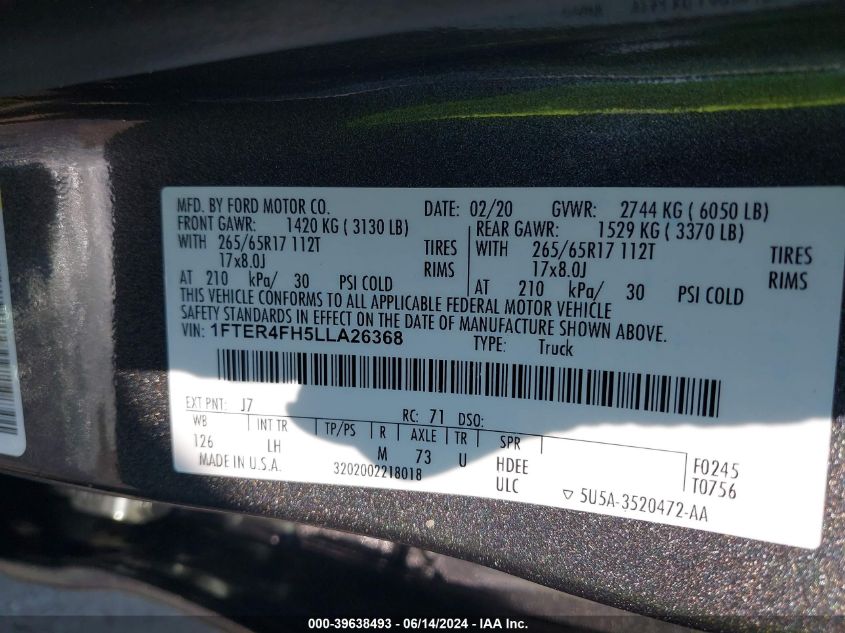 MFD. BY FORD MOTOR CO. DATE: 02/20 GVWR: 2744 KG ( 6050 LB)
FRONT GAWR: 1420 KG ( 3130 LB) REAR GAWR: 1529 KG ( 3370 LB)
WITH 265/65R17 112T TIRES WITH 265/65R17 112T TIRES
17x8.0J RIMS 17x8.0J RIMS
AT 210 kPa/ 30 PSI COLD AT 210 kPa/ 30 PSI COLD
THIS VEHICLE CONFORMS TO ALL APPLICABLE FEDERAL MOTOR VEHICLE
SAFETY STANDARDS IN EFFECT ON THE DATE OF MANUFACTURE SHOWN ABOVE.
VIN: 1FTER4FH5LLA26368 TYPE: Truck
EXT PNT: J7 RC: 71 DSO:
WB INT TR TP/PS R AXLE TR SPR
126 LH M 73 U HDEE F0245
MADE IN U.S.A. 3202002218018 ULC T0756
5U5A-3520472-AA
000-39638493 - 06/14/2024 - IAA Inc.